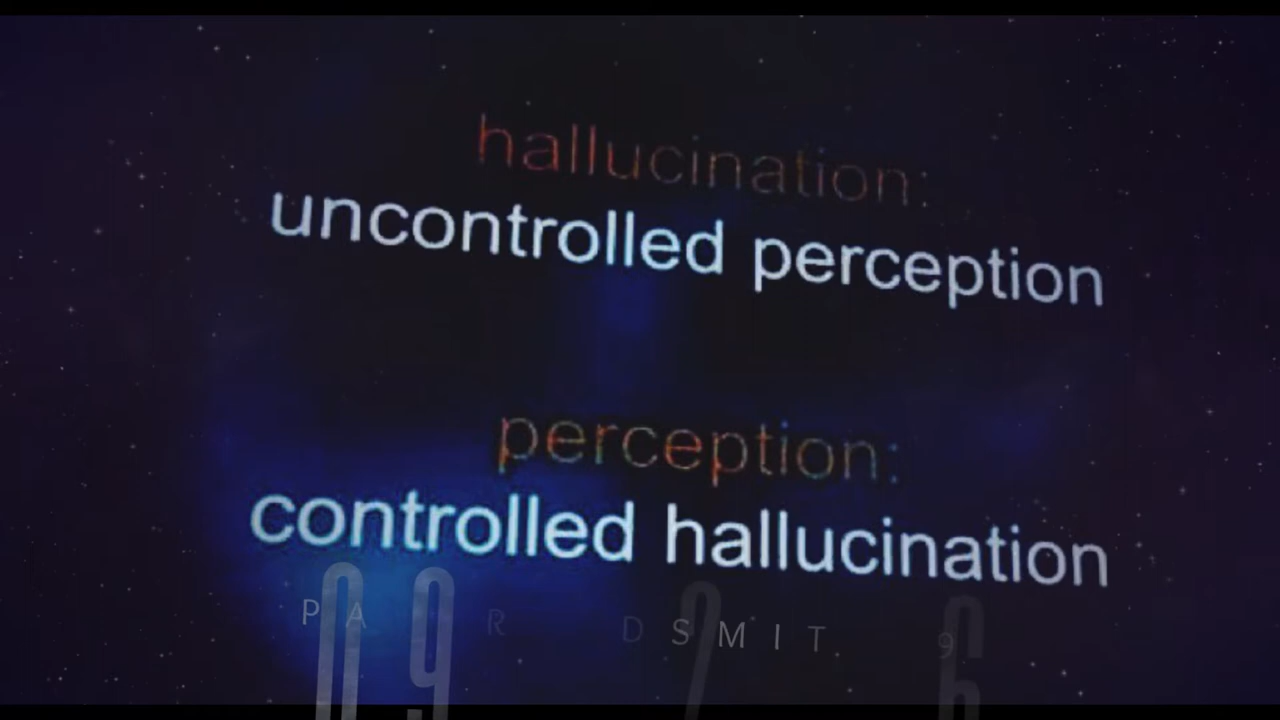 hallucination:
uncontrolled perception
perception:
controlled hallucination